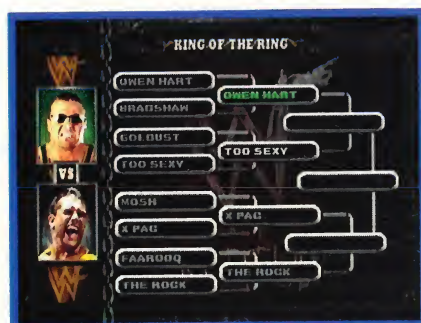 KING OF THE RING
OWEN HART
BRADSHAW
OWEN HART
GOLDUST
TOO SEXY
TOO SEXY
VS
MOSH
X PAC
X PAC
FAAROOQ
THE ROCK
THE ROCK